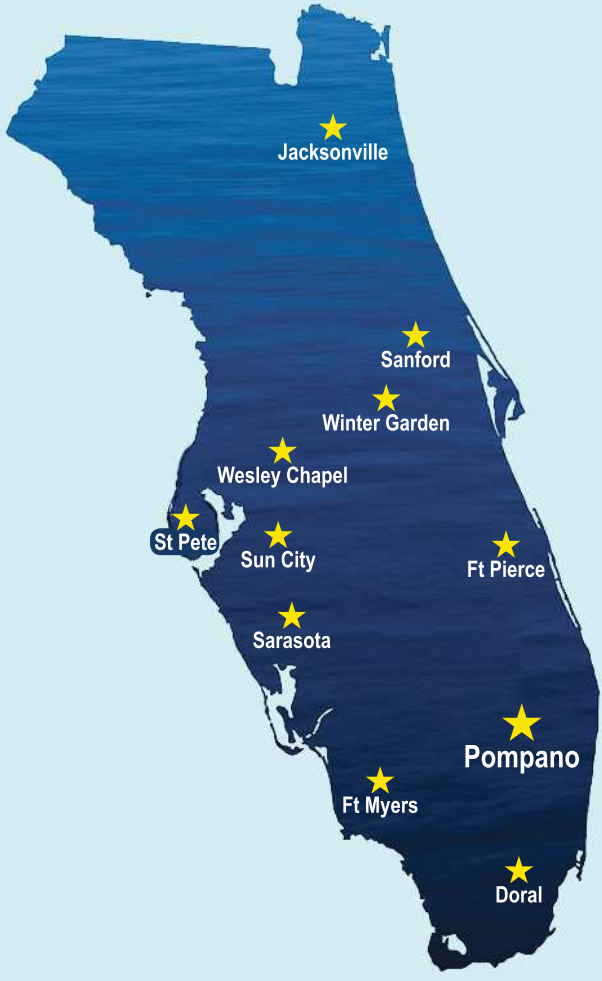 Jacksonville
Sanford
Winter Garden
Wesley Chapel
St Pete
Sun City
Ft Pierce
Sarasota
Pompano
Ft Myers
Doral